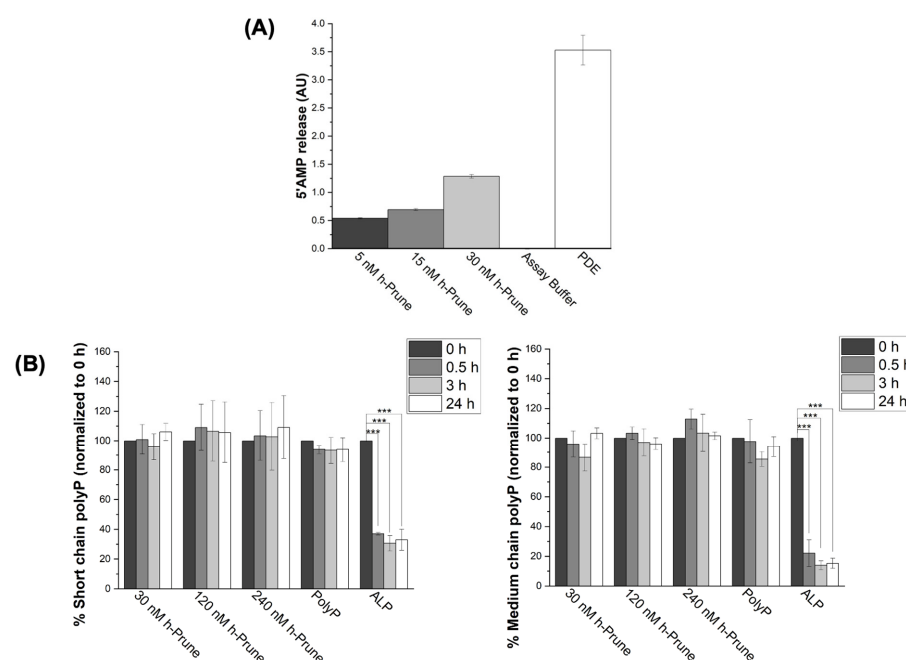 (A)
5'AMP release (AU)
4.0
3.5
3.0
2.5
2.0
1.5
1.0
0.5
0.0
5 nM h-Prune
15 nM h-Prune
30 nM h-Prune
Assay Buffer
PDE
(B)
% Short chain polyP (normalized to 0 h)
160
140
120
100
80
60
40
20
0
0 h
0.5 h
3 h
24 h
***
***
***
30 nM h-Prune
120 nM h-Prune
240 nM h-Prune
PolyP
ALP
% Medium chain polyP (normalized to 0 h)
160
140
120
100
80
60
40
20
0
0 h
0.5 h
3 h
24 h
***
***
***
30 nM h-Prune
120 nM h-Prune
240 nM h-Prune
PolyP
ALP